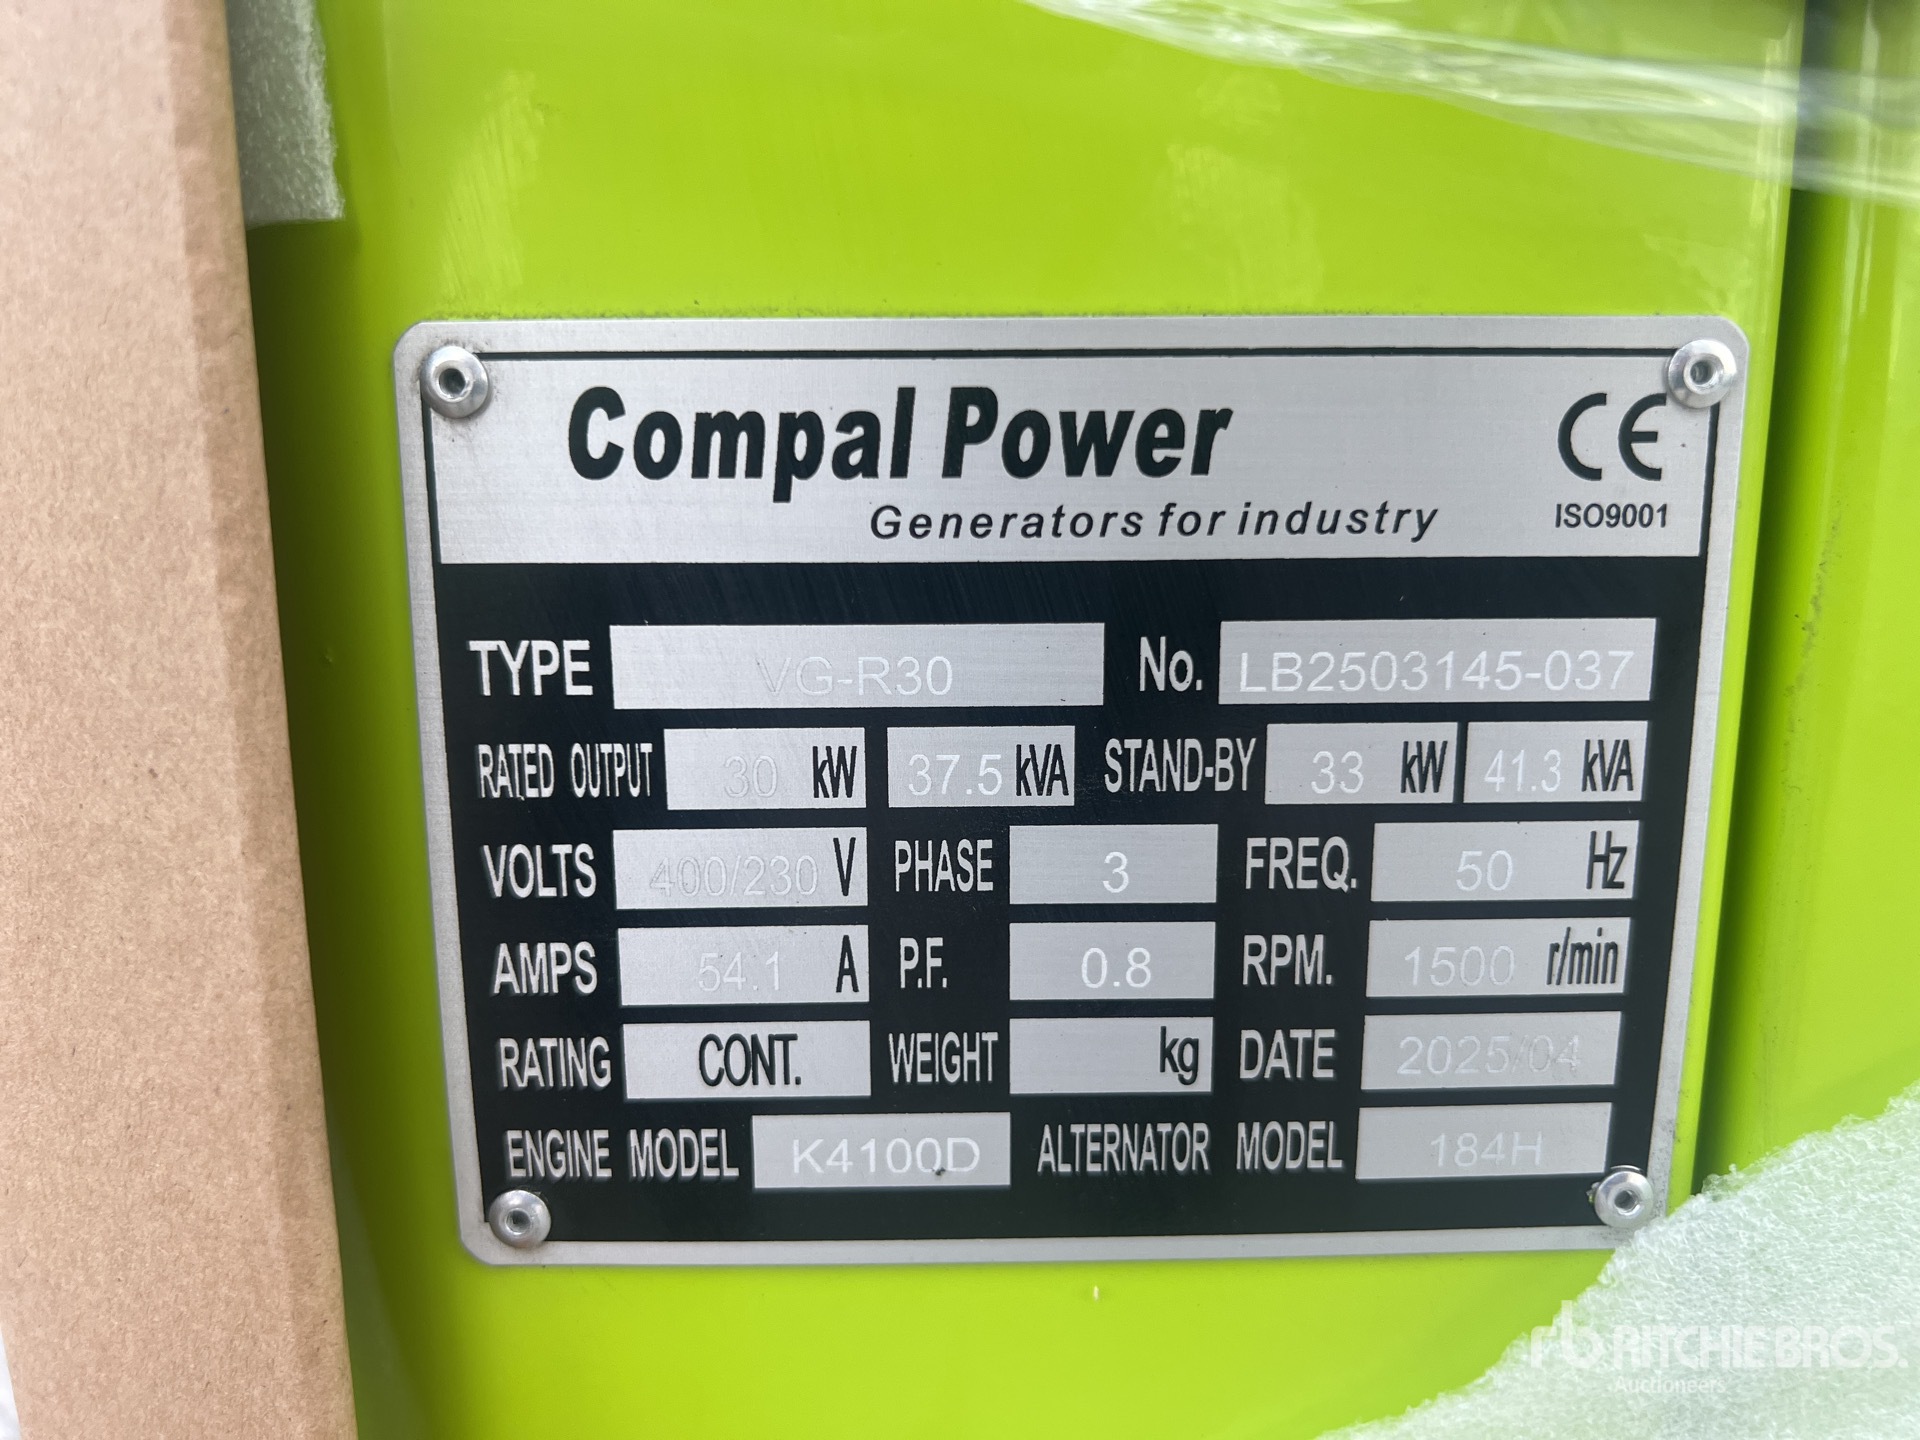 Compal Power
Generators for industry
CE
ISO9001
TYPE VG-R30 No. LB2503145-037
RATED OUTPUT 30 kW 37.5 kVA STAND-BY 33 kW 41.3 kVA
VOLTS 400/230 V PHASE 3 FREQ. 50 Hz
AMPS 54.1 A P.F. 0.8 RPM. 1500 r/min
RATING CONT. WEIGHT kg DATE 2025/04
ENGINE MODEL K4100D ALTERNATOR MODEL 184H
rb RITCHIE BROS.
Auctioneers